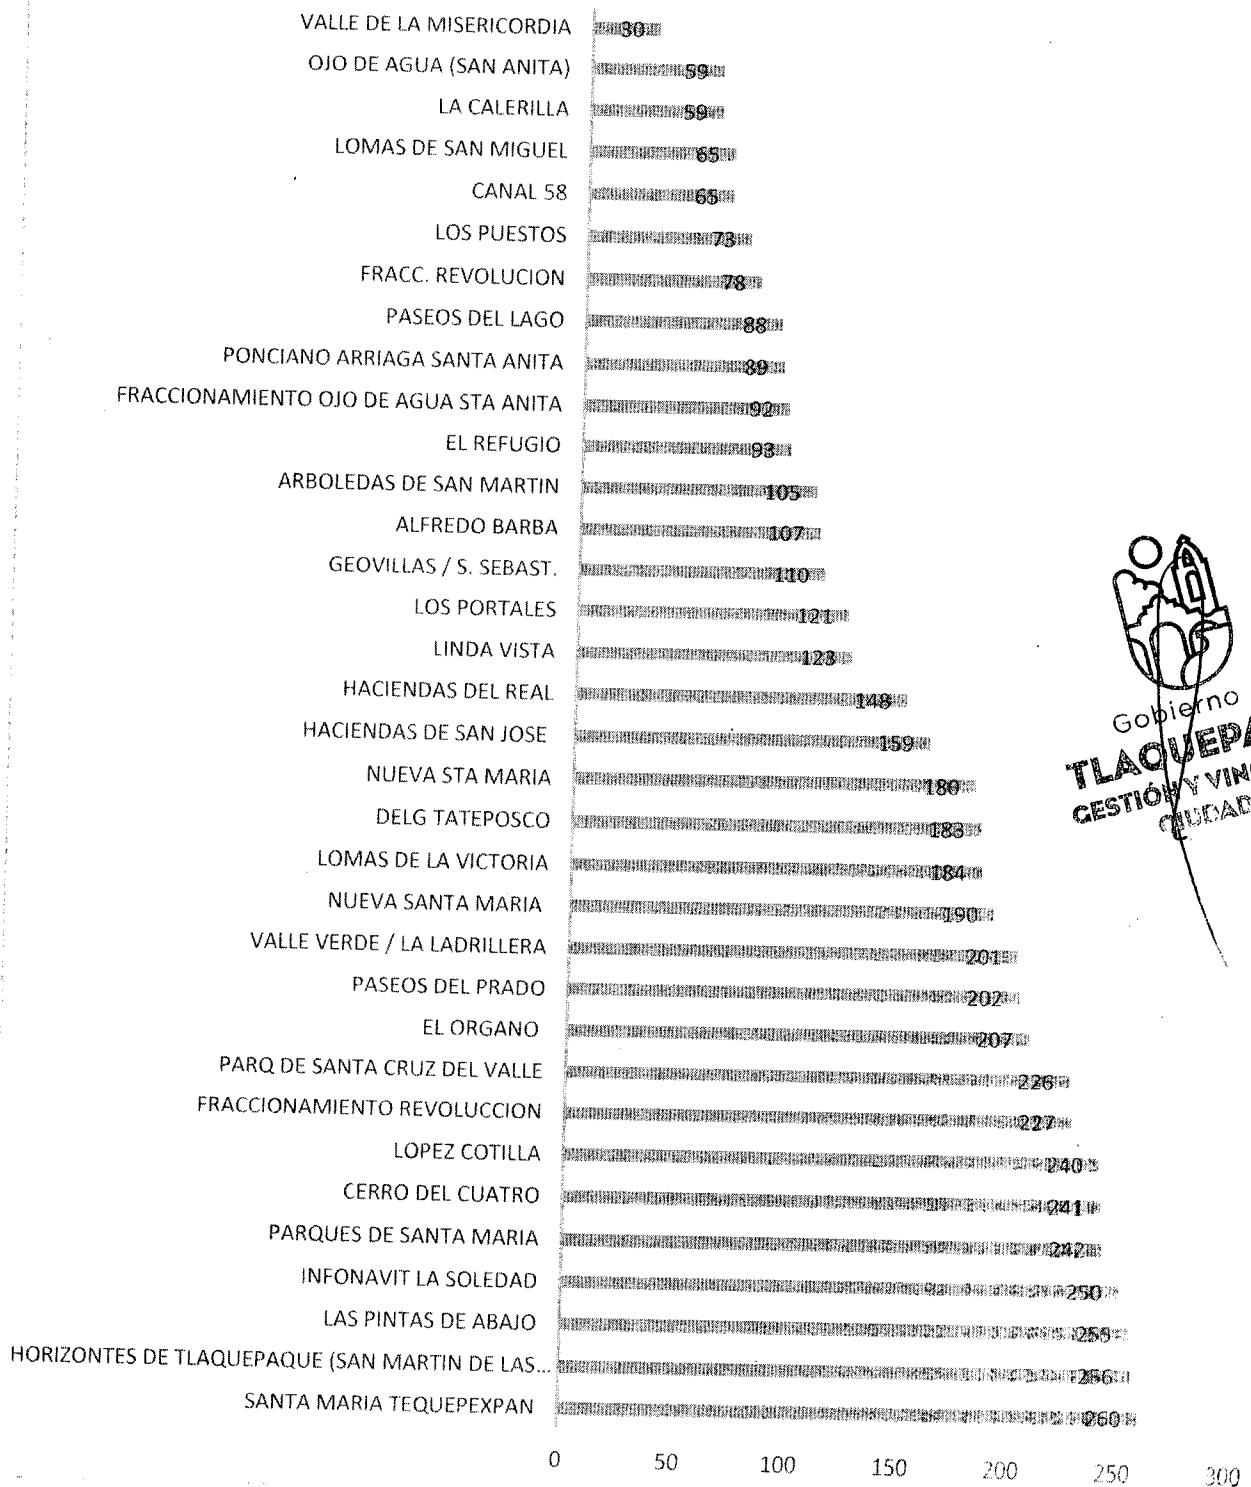 VALLE DE LA MISERICORDIA 30
OJO DE AGUA (SAN ANITA) 59
LA CALERILLA 59
LOMAS DE SAN MIGUEL 65
CANAL 58 65
LOS PUESTOS 73
FRACC. REVOLUCION 78
PASEOS DEL LAGO 88
PONCIANO ARRIAGA SANTA ANITA 89
FRACCIONAMIENTO OJO DE AGUA STA ANITA 92
EL REFUGIO 93
ARBOLEDAS DE SAN MARTIN 105
ALFREDO BARBA 107
GEOVILLAS / S. SEBAST. 110
LOS PORTALES 121
LINDA VISTA 123
HACIENDAS DEL REAL 148
HACIENDAS DE SAN JOSE 159
NUEVA STA MARIA 180
DELG TATEPOSCO 183
LOMAS DE LA VICTORIA 184
NUEVA SANTA MARIA 190
VALLE VERDE / LA LADRILLERA 201
PASEOS DEL PRADO 202
EL ORGANO 207
PARQ DE SANTA CRUZ DEL VALLE 226
FRACCIONAMIENTO REVOLUCCION 227
LOPEZ COTILLA 240
CERRO DEL CUATRO 241
PARQUES DE SANTA MARIA 242
INFONAVIT LA SOLEDAD 250
LAS PINTAS DE ABAJO 255
HORIZONTES DE TLAQUEPAQUE (SAN MARTIN DE LAS... 256
SANTA MARIA TEQUEPEXPAN 260
0 50 100 150 200 250 300
Gobierno
TLAQUEPA
GESTIÓN Y VIN
CIUDAD